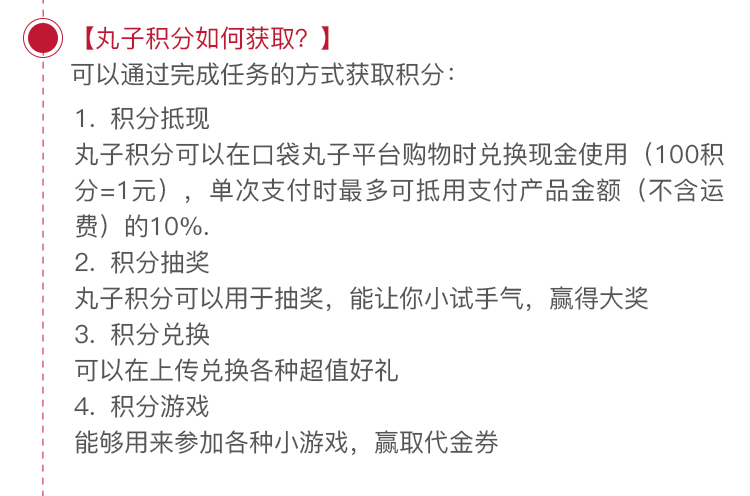 【丸子积分如何获取？】
可以通过完成任务的方式获取积分：
1. 积分抵现
丸子积分可以在口袋丸子平台购物时兑换现金使用（100积
分=1元），单次支付时最多可抵用支付产品金额（不含运
费）的10%.
2. 积分抽奖
丸子积分可以用于抽奖，能让你小试手气，赢得大奖
3. 积分兑换
可以在上传兑换各种超值好礼
4. 积分游戏
能够用来参加各种小游戏，赢取代金券